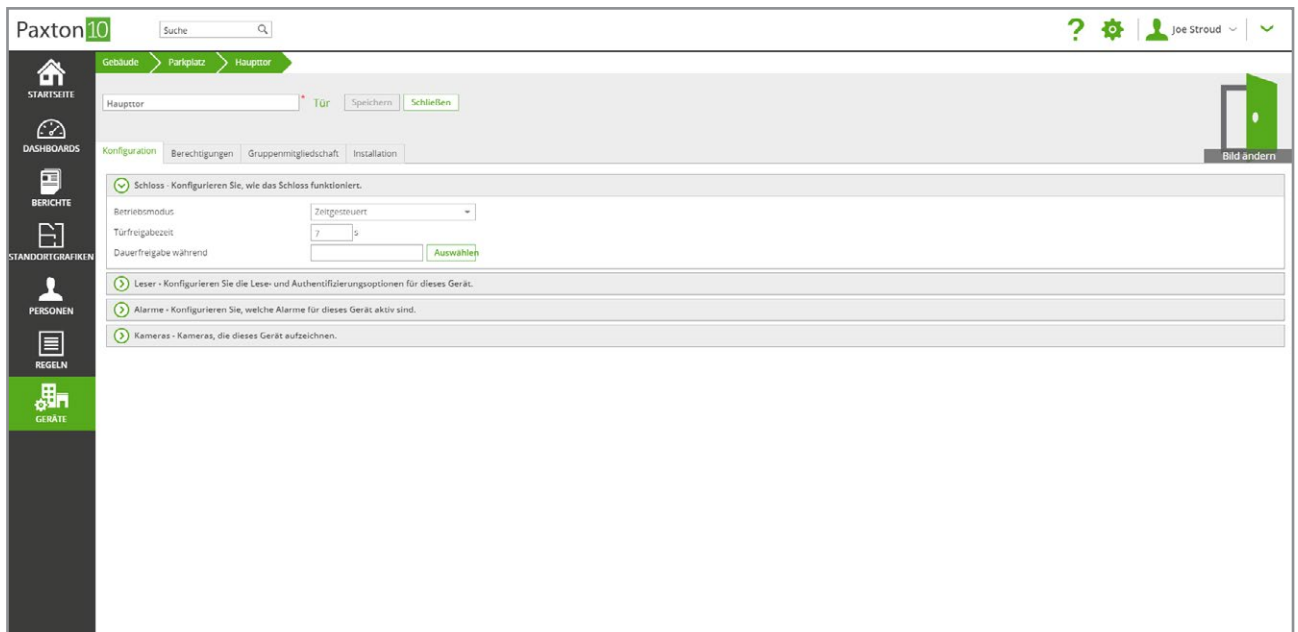 Paxton10
Suche
Joe Stroud
Gebäude Parkplatz Haupttor
Haupttor * Tür Speichern Schließen
Bild ändern
Konfiguration Berechtigungen Gruppenmitgliedschaft Installation
Schloss - Konfigurieren Sie, wie das Schloss funktioniert.
Betriebsmodus Zeitgesteuert
Türfreigabezeit 7 s
Dauerfreigabe während Auswählen
Leser - Konfigurieren Sie die Lese- und Authentifizierungsoptionen für dieses Gerät.
Alarme - Konfigurieren Sie, welche Alarme für dieses Gerät aktiv sind.
Kameras - Kameras, die dieses Gerät aufzeichnen.
STARTSEITE
DASHBOARDS
BERICHTE
STANDORTGRAFIKEN
PERSONEN
REGELN
GERÄTE